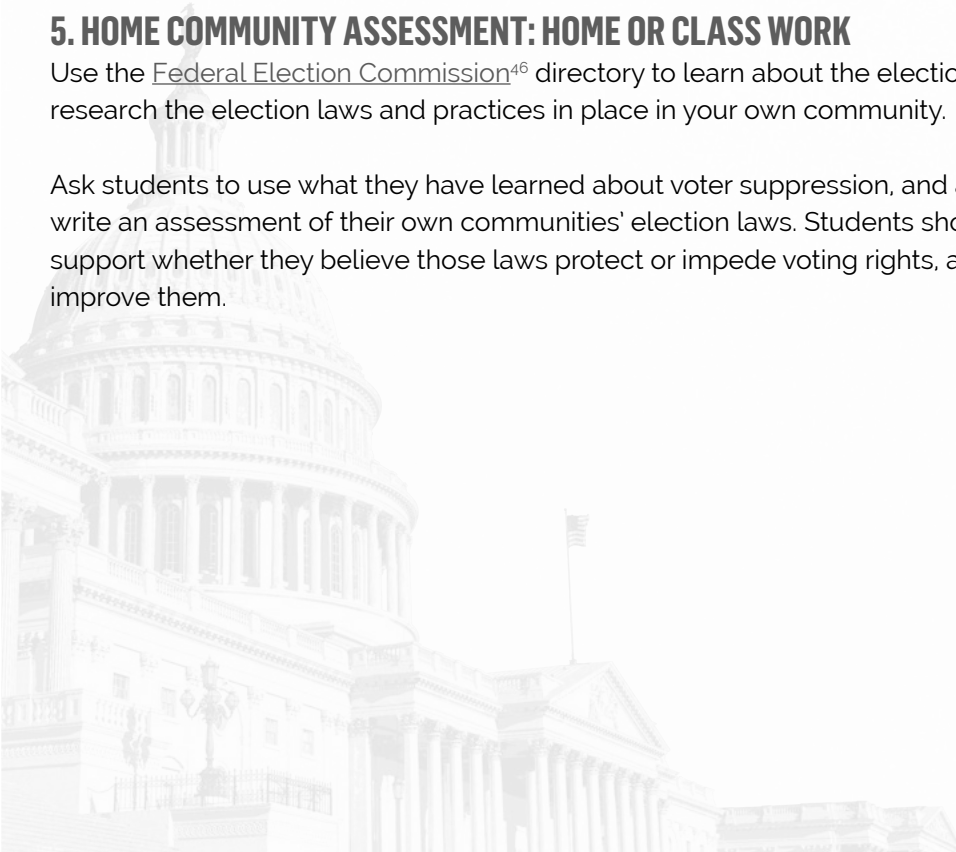 5. HOME COMMUNITY ASSESSMENT: HOME OR CLASS WORK
Use the Federal Election Commission⁴⁶ directory to learn about the electio
research the election laws and practices in place in your own community.
Ask students to use what they have learned about voter suppression, and
write an assessment of their own communities' election laws. Students sho
support whether they believe those laws protect or impede voting rights, a
improve them.